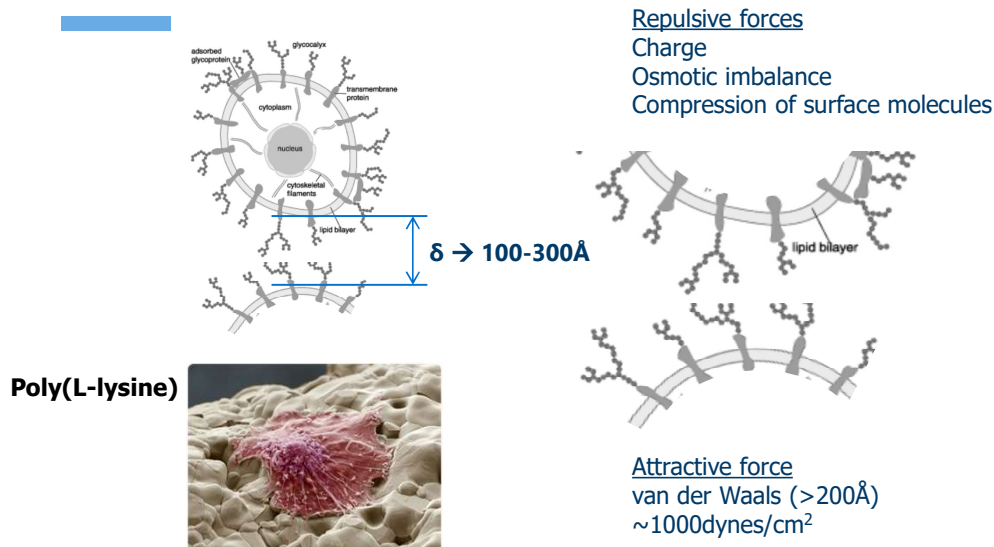 Repulsive forces
Charge
Osmotic imbalance
Compression of surface molecules
adsorbed
glycoprotein
glycocalyx
transmembrane
protein
cytoplasm
nucleus
cytoskeletal
filaments
lipid bilayer
δ → 100-300Å
lipid bilayer
Poly(L-lysine)
Attractive force
van der Waals (>200Å)
~1000dynes/cm²